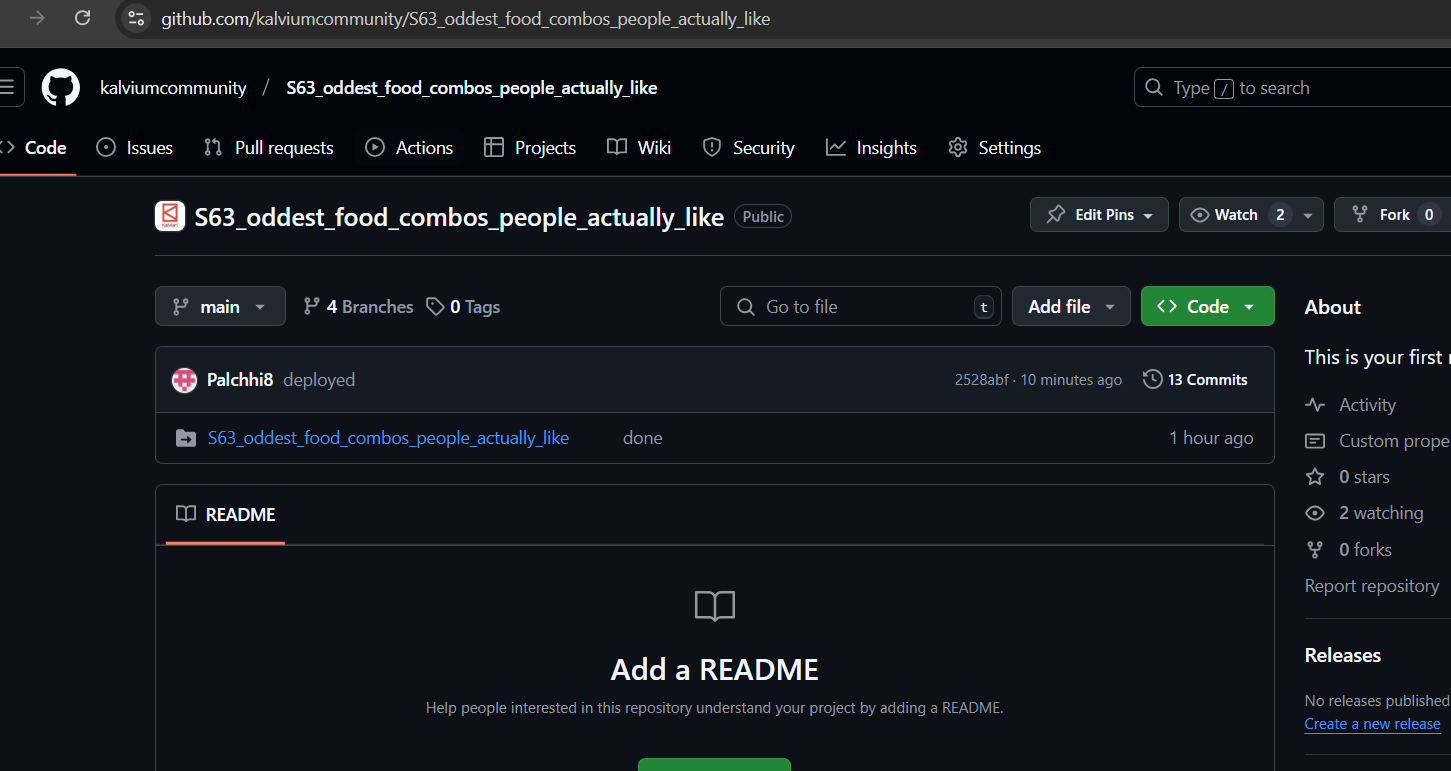 github.com/kalviumcommunity/S63_oddest_food_combos_people_actually_like
kalviumcommunity / S63_oddest_food_combos_people_actually_like
Type / to search
Code Issues Pull requests Actions Projects Wiki Security Insights Settings
S63_oddest_food_combos_people_actually_like Public
Edit Pins Watch 2 Fork 0
main 4 Branches 0 Tags Go to file t Add file Code
Palchhi8 deployed 2528abf · 10 minutes ago 13 Commits
S63_oddest_food_combos_people_actually_like done 1 hour ago
README
Add a README
Help people interested in this repository understand your project by adding a README.
About
This is your first
Activity
Custom prope
0 stars
2 watching
0 forks
Report repository
Releases
No releases published
Create a new release